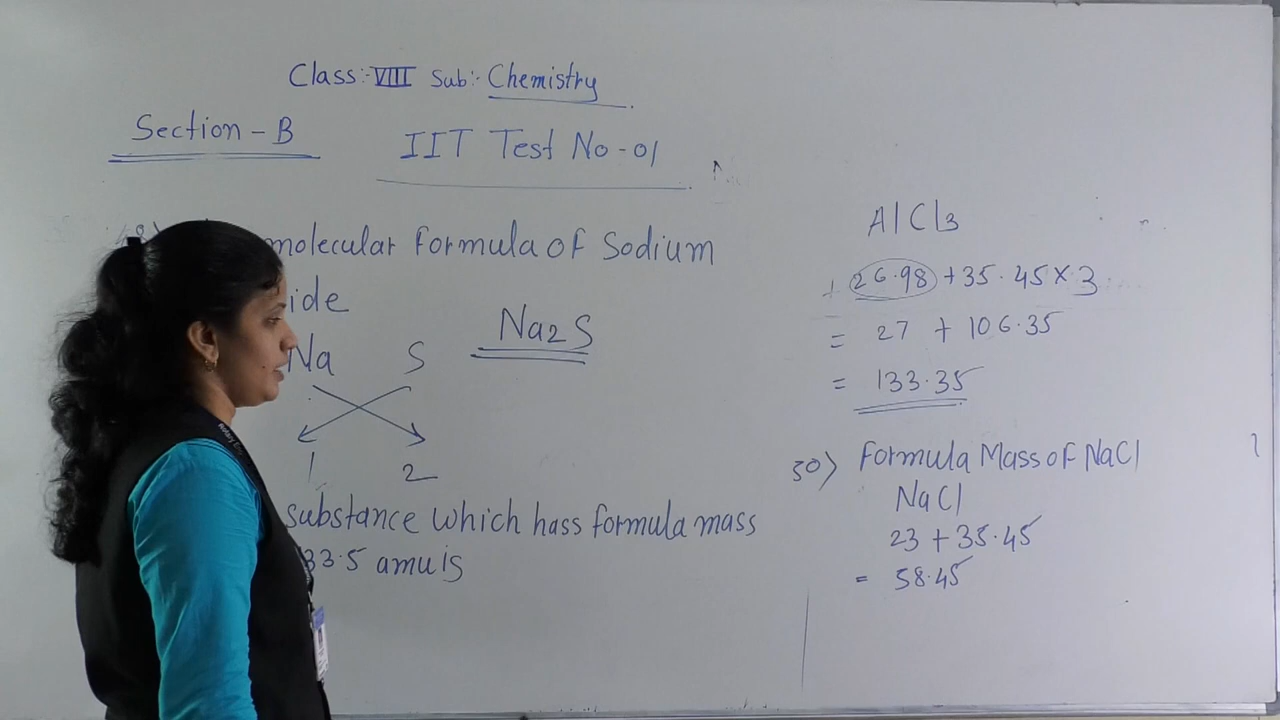 Class:- VIII Sub:- Chemistry
Section - B
IIT Test No - 01
molecular formula of Sodium
ide
Na S
Na2S
1 2
substance which hass formula mass
33.5 amu is
AlCl3
26.98 + 35.45 × 3
= 27 + 106.35
= 133.35
50) Formula Mass of NaCl
NaCl
23 + 35.45
= 58.45